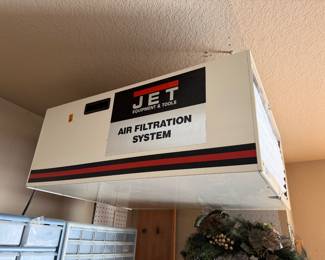 JET
EQUIPMENT & TOOLS
AIR FILTRATION
SYSTEM